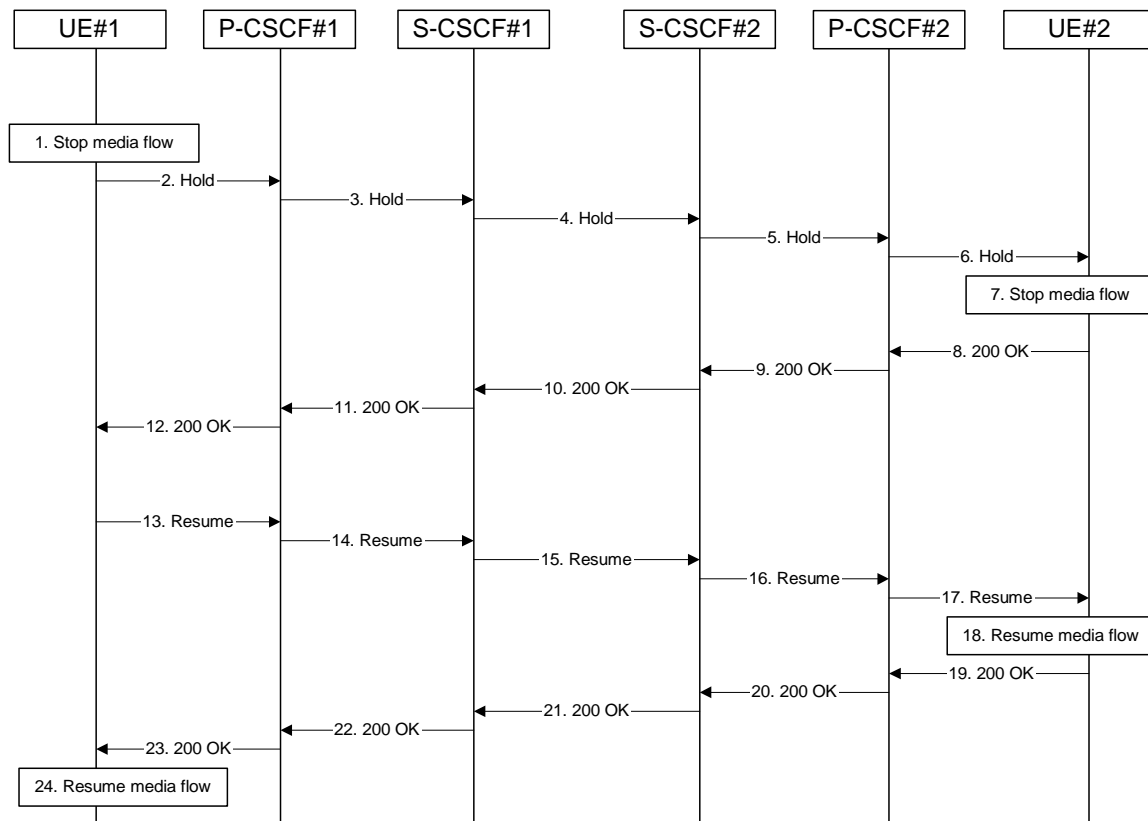 UE#1
P-CSCF#1
S-CSCF#1
S-CSCF#2
P-CSCF#2
UE#2
1. Stop media flow
2. Hold
3. Hold
4. Hold
5. Hold
6. Hold
7. Stop media flow
8. 200 OK
9. 200 OK
10. 200 OK
11. 200 OK
12. 200 OK
13. Resume
14. Resume
15. Resume
16. Resume
17. Resume
18. Resume media flow
19. 200 OK
20. 200 OK
21. 200 OK
22. 200 OK
23. 200 OK
24. Resume media flow